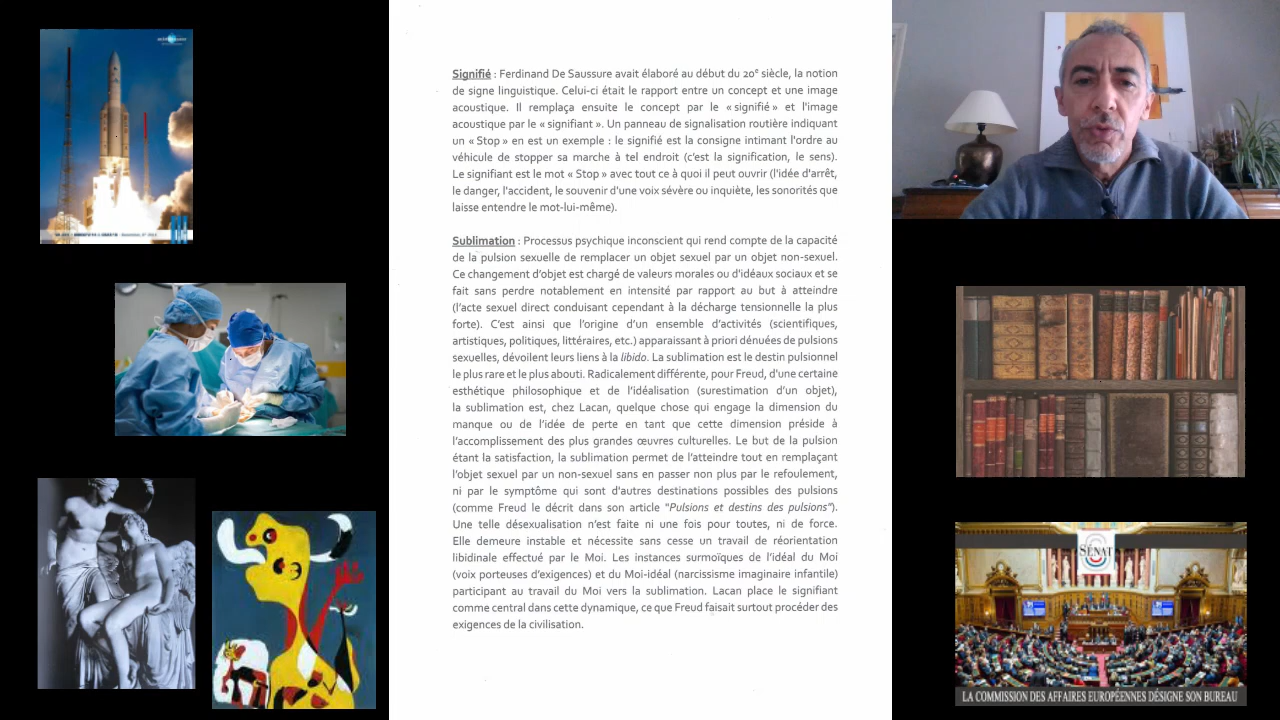 Signifié : Ferdinand De Saussure avait élaboré au début du 20e siècle, la notion
de signe linguistique. Celui-ci était le rapport entre un concept et une image
acoustique. Il remplaça ensuite le concept par le « signifié » et l'image
acoustique par le « signifiant ». Un panneau de signalisation routière indiquant
un « Stop » en est un exemple : le signifié est la consigne intimant l'ordre au
véhicule de stopper sa marche à tel endroit (c'est la signification, le sens).
Le signifiant est le mot « Stop » avec tout ce à quoi il peut ouvrir (l'idée d'arrêt,
le danger, l'accident, le souvenir d'une voix sévère ou inquiète, les sonorités que
laisse entendre le mot-lui-même).
Sublimation : Processus psychique inconscient qui rend compte de la capacité
de la pulsion sexuelle de remplacer un objet sexuel par un objet non-sexuel.
Ce changement d'objet est chargé de valeurs morales ou d'idéaux sociaux et se
fait sans perdre notablement en intensité par rapport au but à atteindre
(l'acte sexuel direct conduisant cependant à la décharge tensionnelle la plus
forte). C'est ainsi que l'origine d'un ensemble d'activités (scientifiques,
artistiques, politiques, littéraires, etc.) apparaissant à priori dénuées de pulsions
sexuelles, dévoilent leurs liens à la libido. La sublimation est le destin pulsionnel
le plus rare et le plus abouti. Radicalement différente, pour Freud, d'une certaine
esthétique philosophique et de l'idéalisation (surestimation d'un objet),
la sublimation est, chez Lacan, quelque chose qui engage la dimension du
manque ou de l'idée de perte en tant que cette dimension préside à
l'accomplissement des plus grandes œuvres culturelles. Le but de la pulsion
étant la satisfaction, la sublimation permet de l'atteindre tout en remplaçant
l'objet sexuel par un non-sexuel sans en passer non plus par le refoulement,
ni par le symptôme qui sont d'autres destinations possibles des pulsions
(comme Freud le décrit dans son article "Pulsions et destins des pulsions").
Une telle désexualisation n'est faite ni une fois pour toutes, ni de force.
Elle demeure instable et nécessite sans cesse un travail de réorientation
libidinale effectué par le Moi. Les instances surmoïques de l'idéal du Moi
(voix porteuses d'exigences) et du Moi-idéal (narcissisme imaginaire infantile)
participent au travail du Moi vers la sublimation. Lacan place le signifiant
comme central dans cette dynamique, ce que Freud faisait surtout procéder des
exigences de la civilisation.
SÉNAT
LA COMMISSION DES AFFAIRES EUROPÉENNES DÉSIGNE SON BUREAU